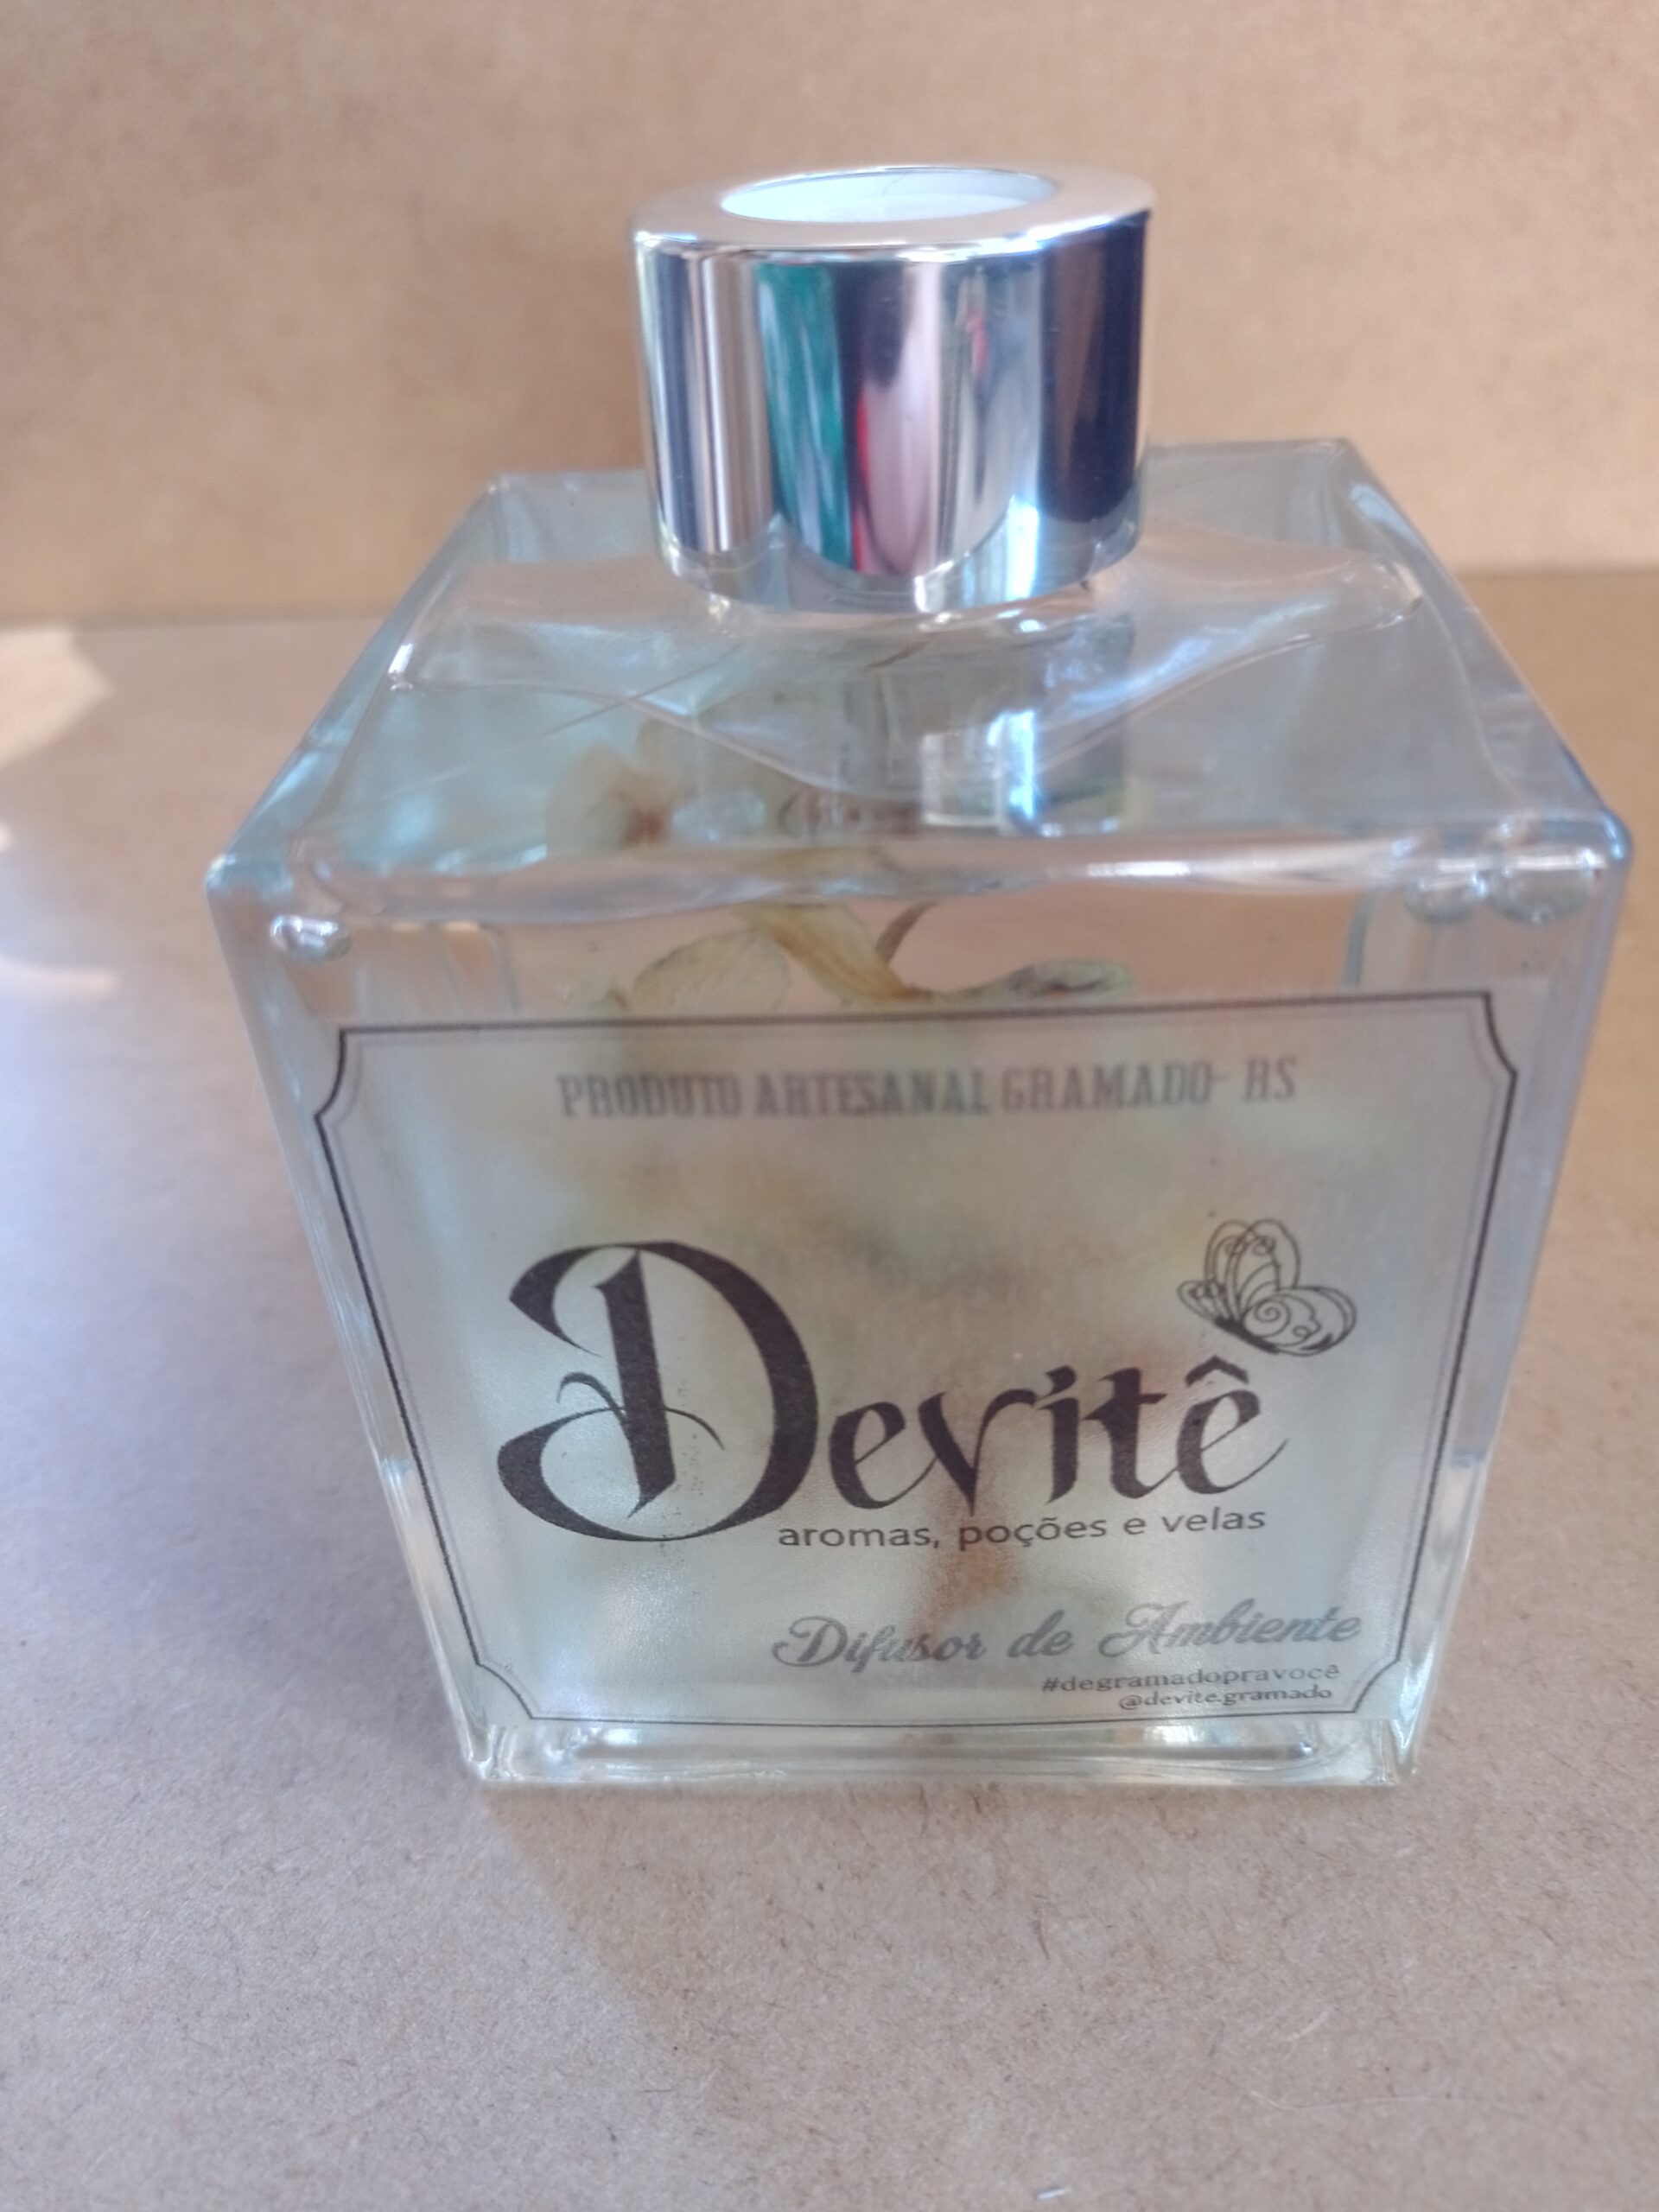 PRODUTO ARTESANAL GRAMADO- RS
Devitê
aromas, poções e velas
Difusor de Ambiente
#degramadopravocê
@devite.gramado